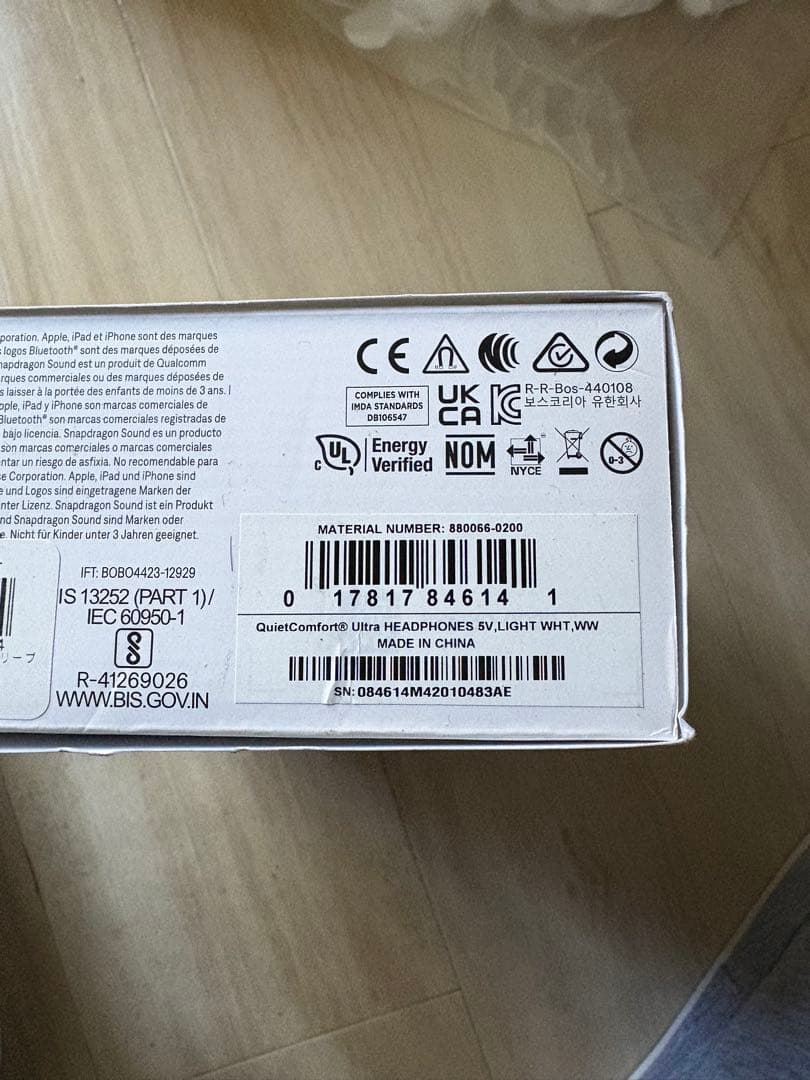 poration. Apple, iPad et iPhone sont des marques
logos Bluetooth® sont des marques déposées de
napdragon Sound est un produit de Qualcomm
rques commerciales ou des marques déposées de
s laisser à la portée des enfants de moins de 3 ans. |
pple, iPad y iPhone son marcas comerciales de
Bluetooth® son marcas comerciales registradas de
bajo licencia. Snapdragon Sound es un producto
son marcas comerciales o marcas comerciales
ntar un riesgo de asfixia. No recomendable para
se Corporation. Apple, iPad und iPhone sind
e und Logos sind eingetragene Marken der
nter Lizenz. Snapdragon Sound ist ein Produkt
nd Snapdragon Sound sind Marken oder
e. Nicht für Kinder unter 3 Jahren geeignet.
CE
COMPLIES WITH
IMDA STANDARDS
DB106547
UK
CA
R-R-Bos-440108
보스코리아 유한회사
c UL
Energy
Verified
NOM
NYCE
0-3
IFT: BOBO4423-12929
IS 13252 (PART 1)/
IEC 60950-1
R-41269026
WWW.BIS.GOV.IN
4
リーブ
MATERIAL NUMBER: 880066-0200
0 17817 84614 1
QuietComfort® Ultra HEADPHONES 5V,LIGHT WHT,WW
MADE IN CHINA
SN: 084614M42010483AE